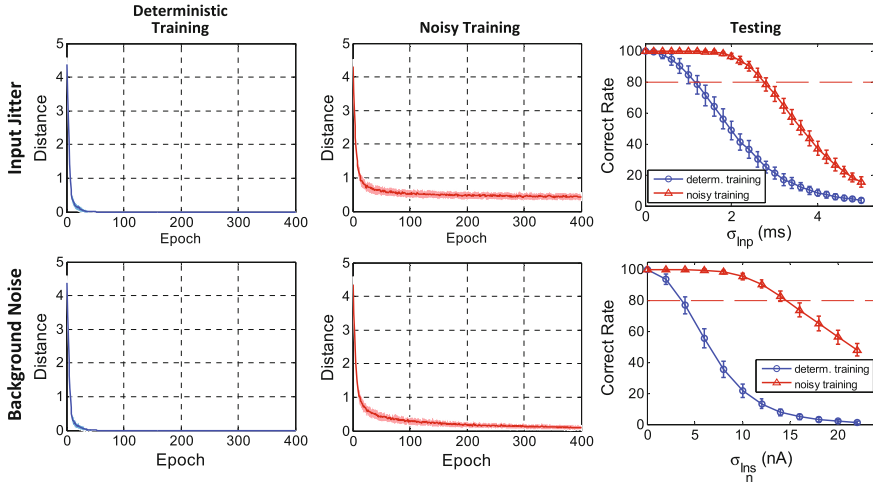 Deterministic Training
Noisy Training
Testing
Input Jitter
Distance
5
4
3
2
1
0
0 100 200 300 400
Epoch
Distance
5
4
3
2
1
0
0 100 200 300 400
Epoch
Correct Rate
100
80
60
40
20
0
determ. training
noisy training
0 2 4
σInp (ms)
Background Noise
Distance
5
4
3
2
1
0
0 100 200 300 400
Epoch
Distance
5
4
3
2
1
0
0 100 200 300 400
Epoch
Correct Rate
100
80
60
40
20
0
determ. training
noisy training
0 5 10 15 20
σIns (nA)
n